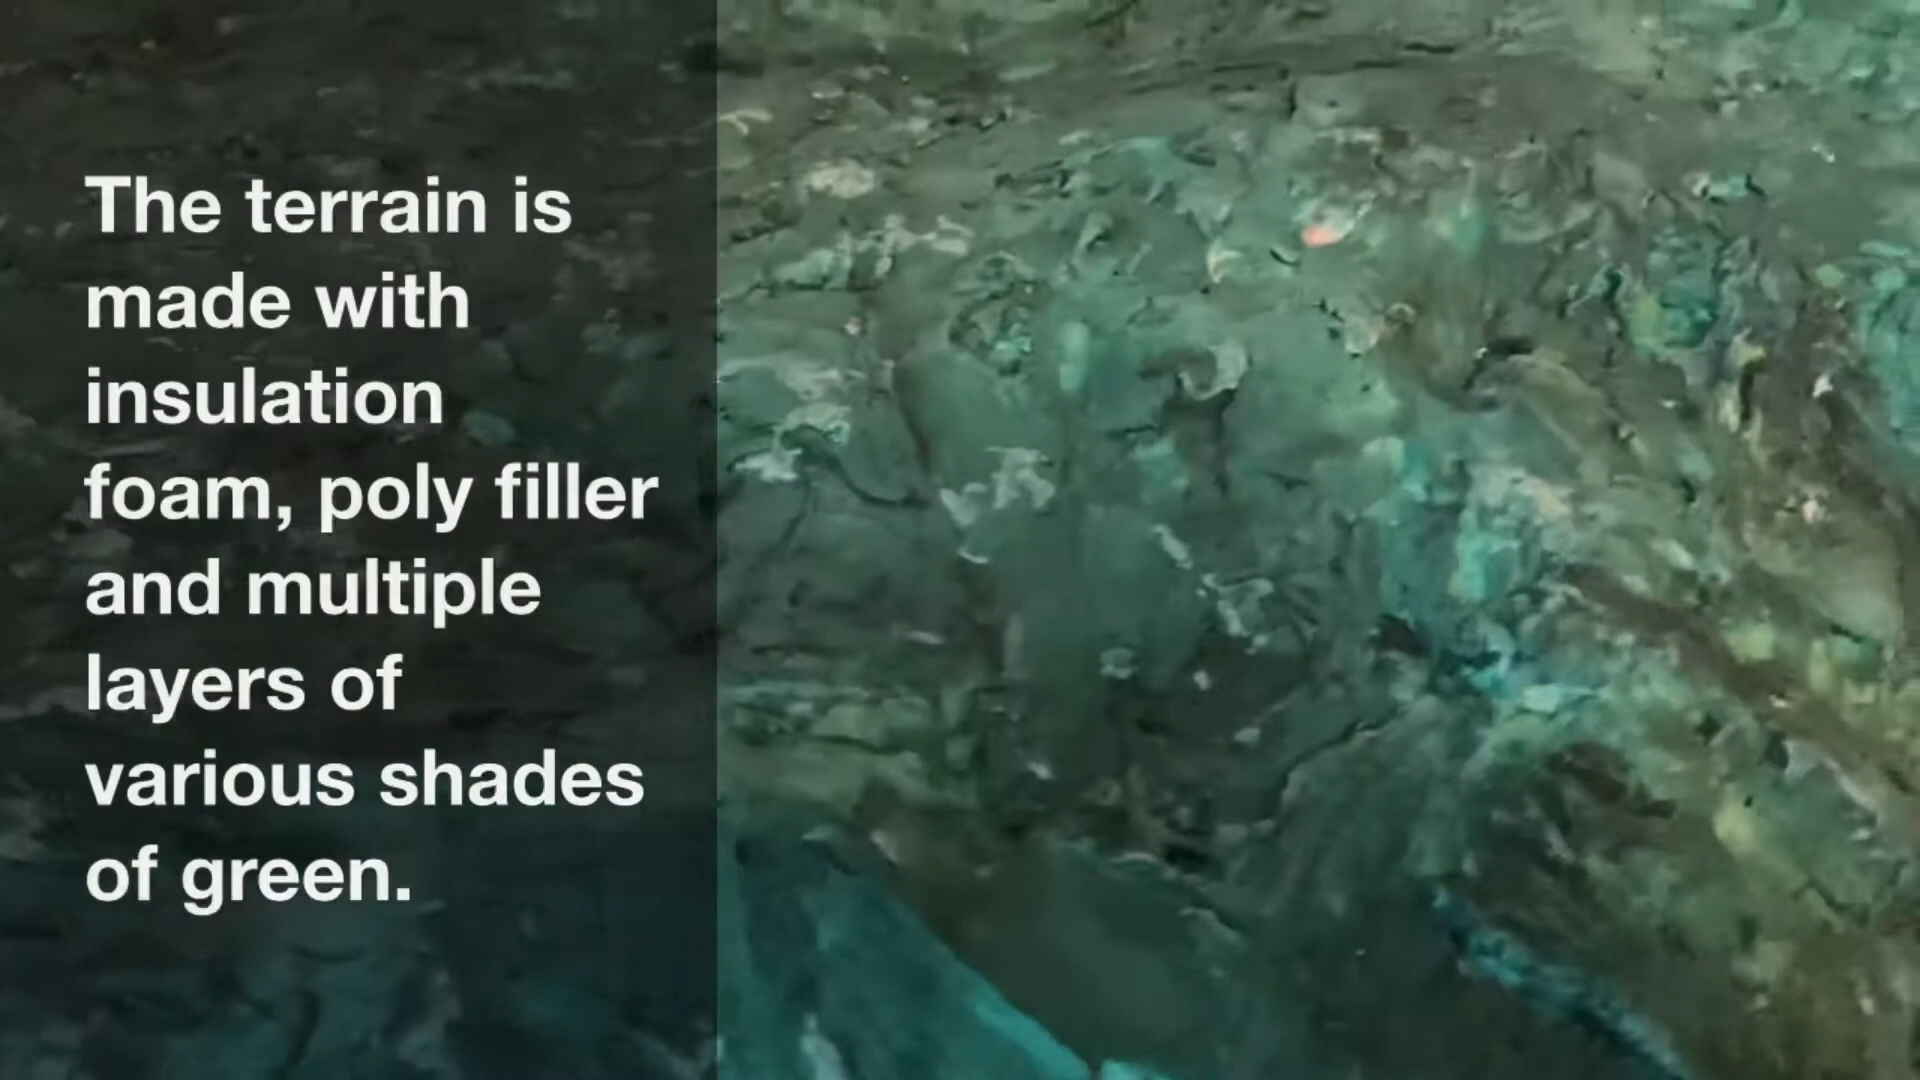 The terrain is
made with
insulation
foam, poly filler
and multiple
layers of
various shades
of green.